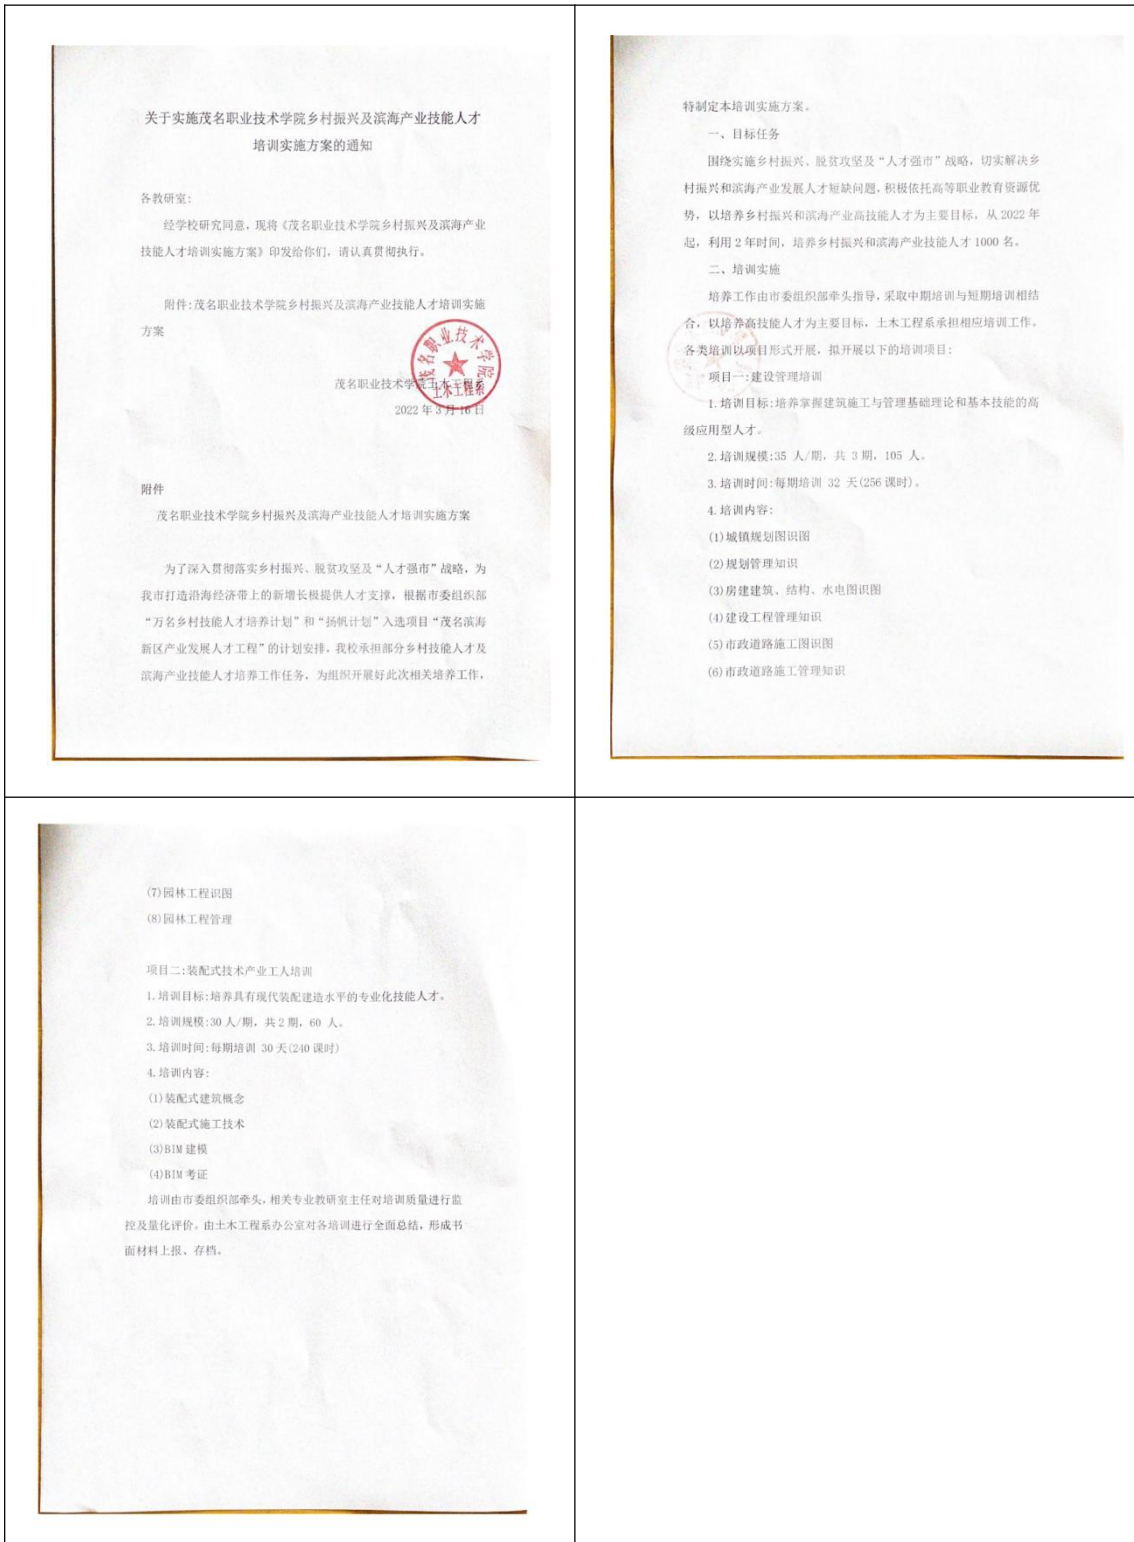 关于实施茂名职业技术学院乡村振兴及滨海产业技能人才
培训实施方案的通知
各教研室:
经学校研究同意，现将《茂名职业技术学院乡村振兴及滨海产业
技能人才培训实施方案》印发给你们，请认真贯彻执行。
附件:茂名职业技术学院乡村振兴及滨海产业技能人才培训实施
方案
茂名职业技术学院
土木工程系
茂名职业技术学院土木工程系
2022年3月16日
附件
茂名职业技术学院乡村振兴及滨海产业技能人才培训实施方案
为了深入贯彻落实乡村振兴、脱贫攻坚及“人才强市”战略，为
我市打造沿海经济带上的新增长极提供人才支撑，根据市委组织部
“万名乡村技能人才培养计划”和“扬帆计划”入选项目“茂名滨海
新区产业发展人才工程”的计划安排，我校承担部分乡村技能人才及
滨海产业技能人才培养工作任务，为组织开展好此次相关培养工作，
特制定本培训实施方案。
一、目标任务
围绕实施乡村振兴、脱贫攻坚及“人才强市”战略，切实解决乡
村振兴和滨海产业发展人才短缺问题，积极依托高等职业教育资源优
势，以培养乡村振兴和滨海产业高技能人才为主要目标，从2022年
起，利用2年时间，培养乡村振兴和滨海产业技能人才1000名。
二、培训实施
培养工作由市委组织部牵头指导，采取中期培训与短期培训相结
合，以培养高技能人才为主要目标，土木工程系承担相应培训工作。
各类培训以项目形式开展，拟开展以下的培训项目:
项目一:建设管理培训
1.培训目标:培养掌握建筑施工与管理基础理论和基本技能的高
级应用型人才。
2.培训规模:35 人/期，共 3 期，105 人。
3.培训时间:每期培训 32 天(256课时)。
4.培训内容:
(1)城镇规划图识图
(2)规划管理知识
(3)房建建筑、结构、水电图识图
(4)建设工程管理知识
(5)市政道路施工图识图
(6)市政道路施工管理知识
(7)园林工程识图
(8)园林工程管理
项目二:装配式技术产业工人培训
1.培训目标:培养具有现代装配建造水平的专业化技能人才。
2.培训规模:30人/期，共2期，60 人。
3.培训时间:每期培训 30天(240课时)
4.培训内容:
(1)装配式建筑概念
(2)装配式施工技术
(3)BIM建模
(4)BIM考证
培训由市委组织部牵头，相关专业教研室主任对培训质量进行监
控及量化评价。由土木工程系办公室对各培训进行全面总结，形成书
面材料上报、存档。